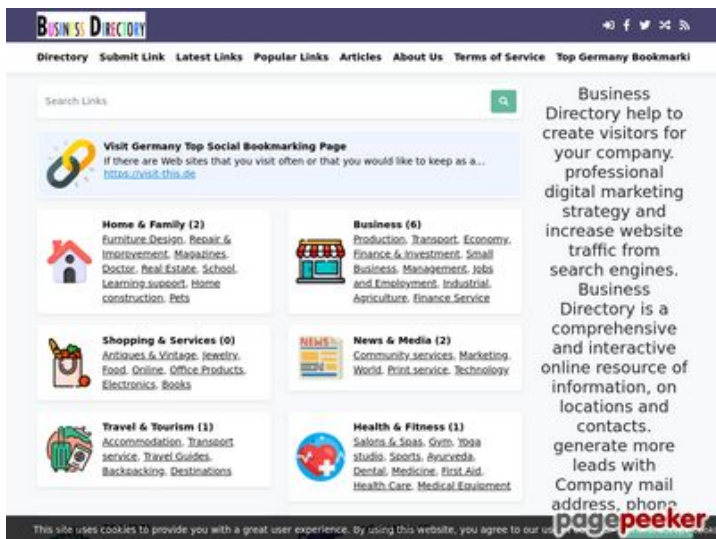 BUSINESS DIRECTORY
Directory Submit Link Latest Links Popular Links Articles About Us Terms of Service Top Germany Bookmarki
Search Links
Visit Germany Top Social Bookmarking Page
If there are Web sites that you visit often or that you would like to keep as a...
https://visit-this.de
Home & Family (2)
Furniture Design, Repair &
Improvement, Magazines,
Doctor, Real Estate, School,
Learning support, Home
construction, Pets
Business (6)
Production, Transport, Economy,
Finance & Investment, Small
Business, Management, Jobs
and Employment, Industrial,
Agriculture, Finance Service
Shopping & Services (0)
Antiques & Vintage, Jewelry,
Food, Online, Office Products,
Electronics, Books
NEWS
News & Media (2)
Community services, Marketing,
World, Print service, Technology
Travel & Tourism (1)
Accommodation, Transport
service, Travel Guides,
Backpacking, Destinations
Health & Fitness (1)
Salons & Spas, Gym, Yoga
studio, Sports, Ayurveda,
Dental, Medicine, First Aid,
Health Care, Medical Equipment
Business
Directory help to
create visitors for
your company.
professional
digital marketing
strategy and
increase website
traffic from
search engines.
Business
Directory is a
comprehensive
and interactive
online resource of
information, on
locations and
contacts.
generate more
leads with
Company mail
address, phone
This site uses cookies to provide you with a great user experience. By using this website, you agree to our
pagepeeker